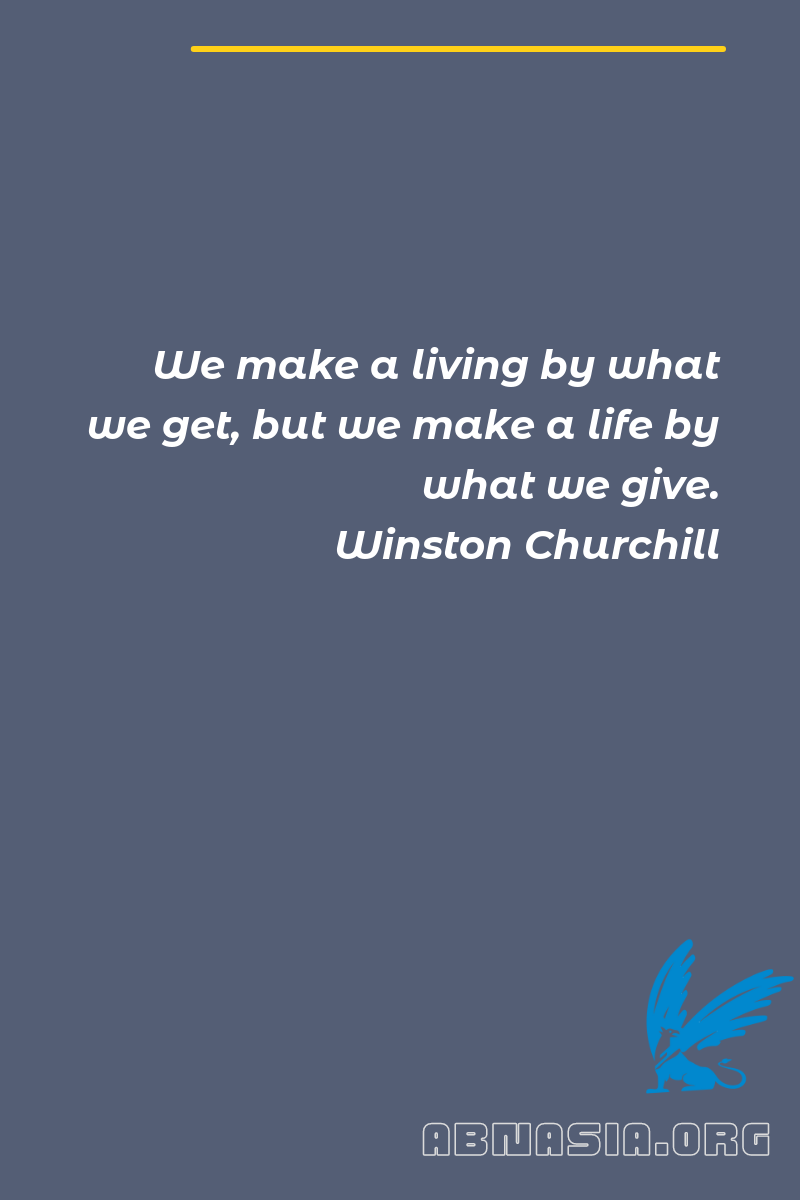 We make a living by what
we get, but we make a life by
what we give.
Winston Churchill
ABNASIA.ORG